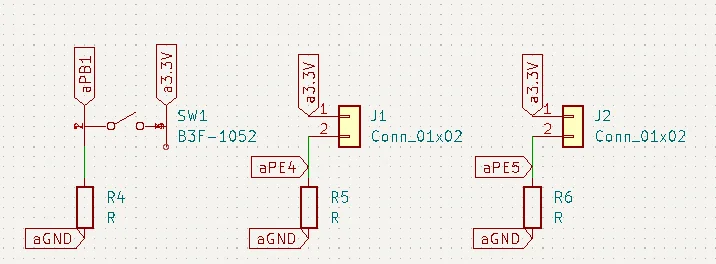 aPB1
a3.3V
2
SW1
B3F-1052
R4
R
aGND
a3.3V
1
2
J1
Conn_01x02
aPE4
R5
R
aGND
a3.3V
1
2
J2
Conn_01x02
aPE5
R6
R
aGND